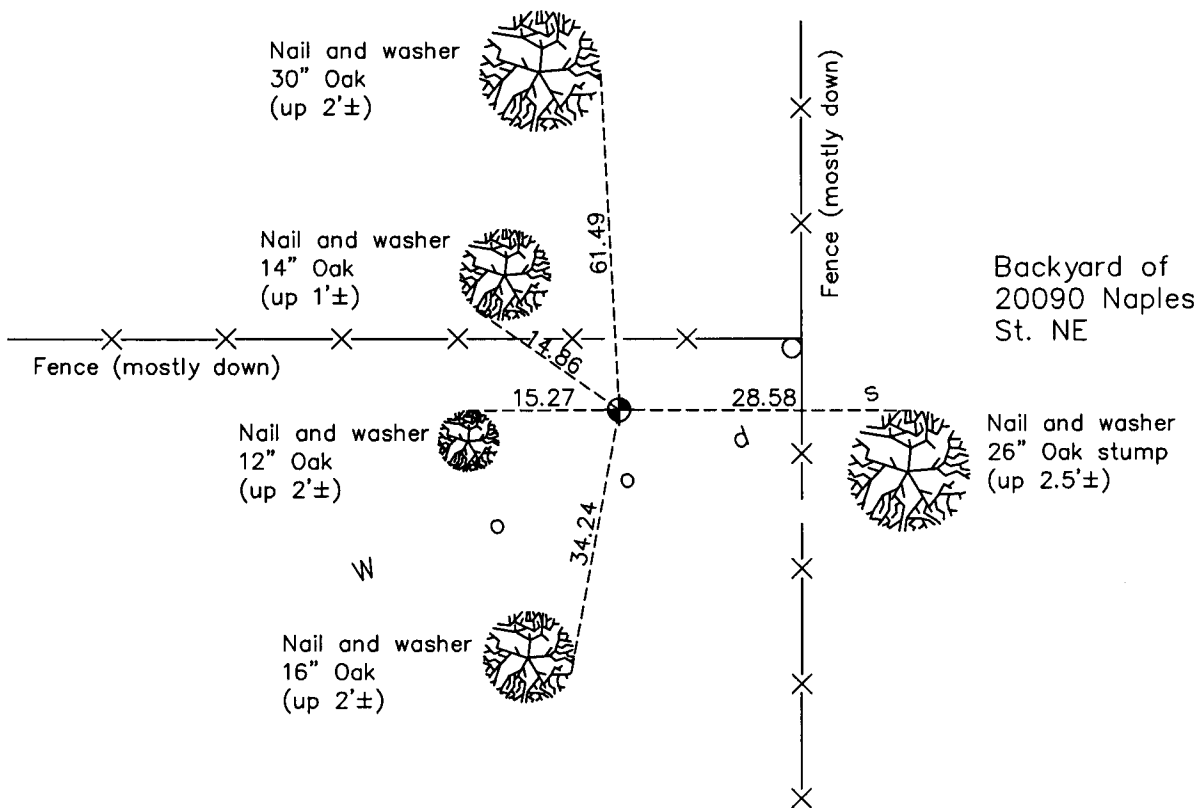 Nail and washer
30" Oak
(up 2'±)
Fence (mostly down)
61.49
Nail and washer
14" Oak
(up 1'±)
Backyard of
20090 Naples
St. NE
14.86
Fence (mostly down)
15.27
28.58
Nail and washer
12" Oak
(up 2'±)
Nail and washer
26" Oak stump
(up 2.5'±)
34.24
W o o d s
Nail and washer
16" Oak
(up 2'±)